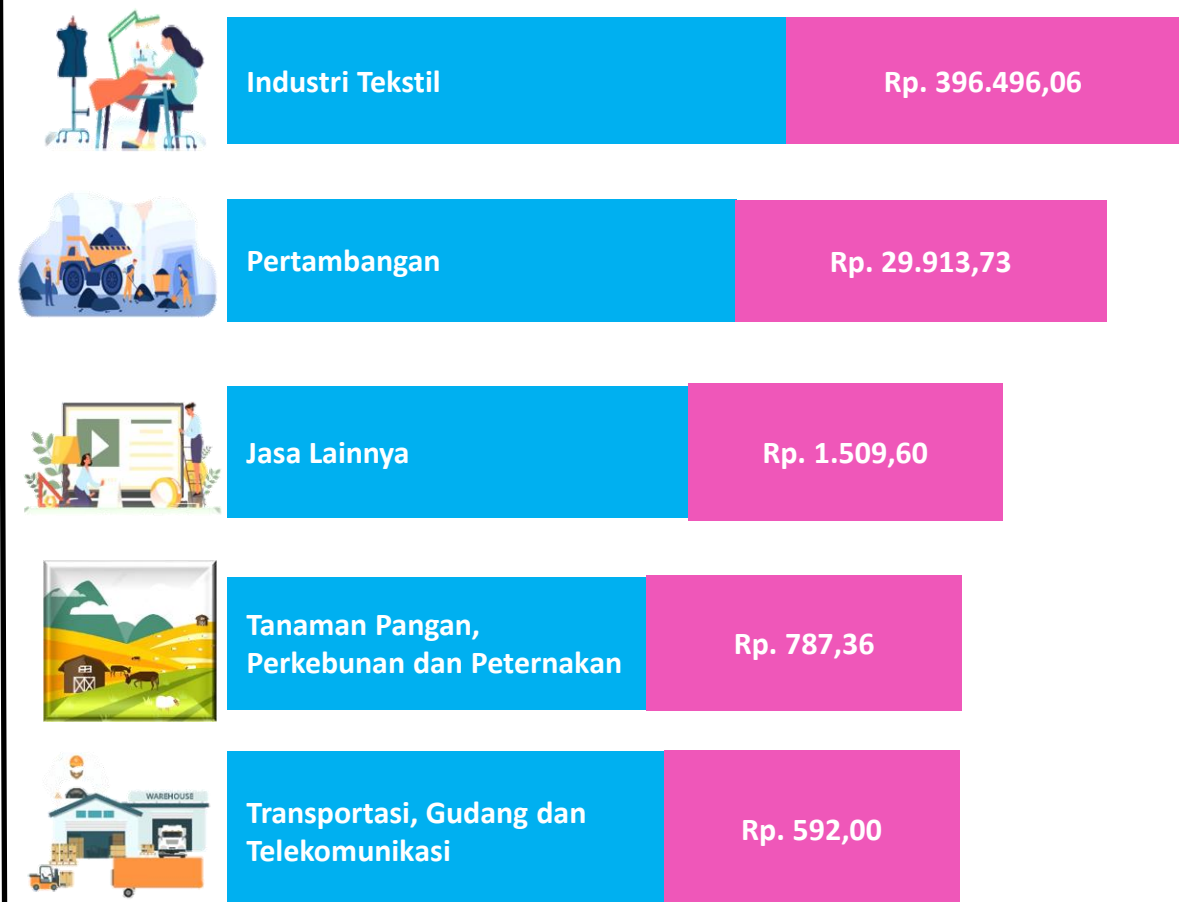 Industri Tekstil
Rp. 396.496,06
Pertambangan
Rp. 29.913,73
Jasa Lainnya
Rp. 1.509,60
Tanaman Pangan,
Perkebunan dan Peternakan
Rp. 787,36
WAREHOUSE
Transportasi, Gudang dan
Telekomunikasi
Rp. 592,00